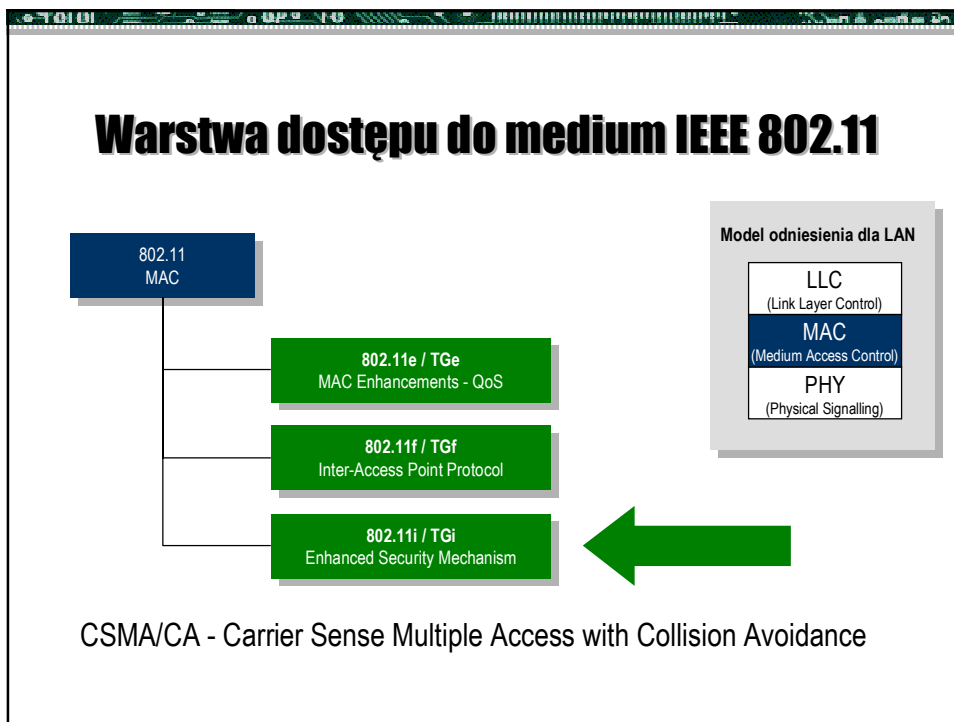 Warstwa dostępu do medium IEEE 802.11
802.11
MAC
802.11e / TGe
MAC Enhancements - QoS
802.11f / TGf
Inter-Access Point Protocol
802.11i / TGi
Enhanced Security Mechanism
Model odniesienia dla LAN
LLC
(Link Layer Control)
MAC
(Medium Access Control)
PHY
(Physical Signalling)
CSMA/CA - Carrier Sense Multiple Access with Collision Avoidance